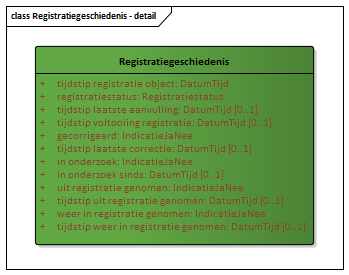 class Registratiegeschiedenis - detail
Registratiegeschiedenis
+ tijdstip registratie object: DatumTijd
+ registratiestatus: Registratiestatus
+ tijdstip laatste aanvulling: DatumTijd [0..1]
+ tijdstip voltooiing registratie: DatumTijd [0..1]
+ gecorrigeerd: IndicatieJaNee
+ tijdstip laatste correctie: DatumTijd [0..1]
+ in onderzoek: IndicatieJaNee
+ in onderzoek sinds: DatumTijd [0..1]
+ uit registratie genomen: IndicatieJaNee
+ tijdstip uit registratie genomen: DatumTijd [0..1]
+ weer in registratie genomen: IndicatieJaNee
+ tijdstip weer in registratie genomen: DatumTijd [0..1]